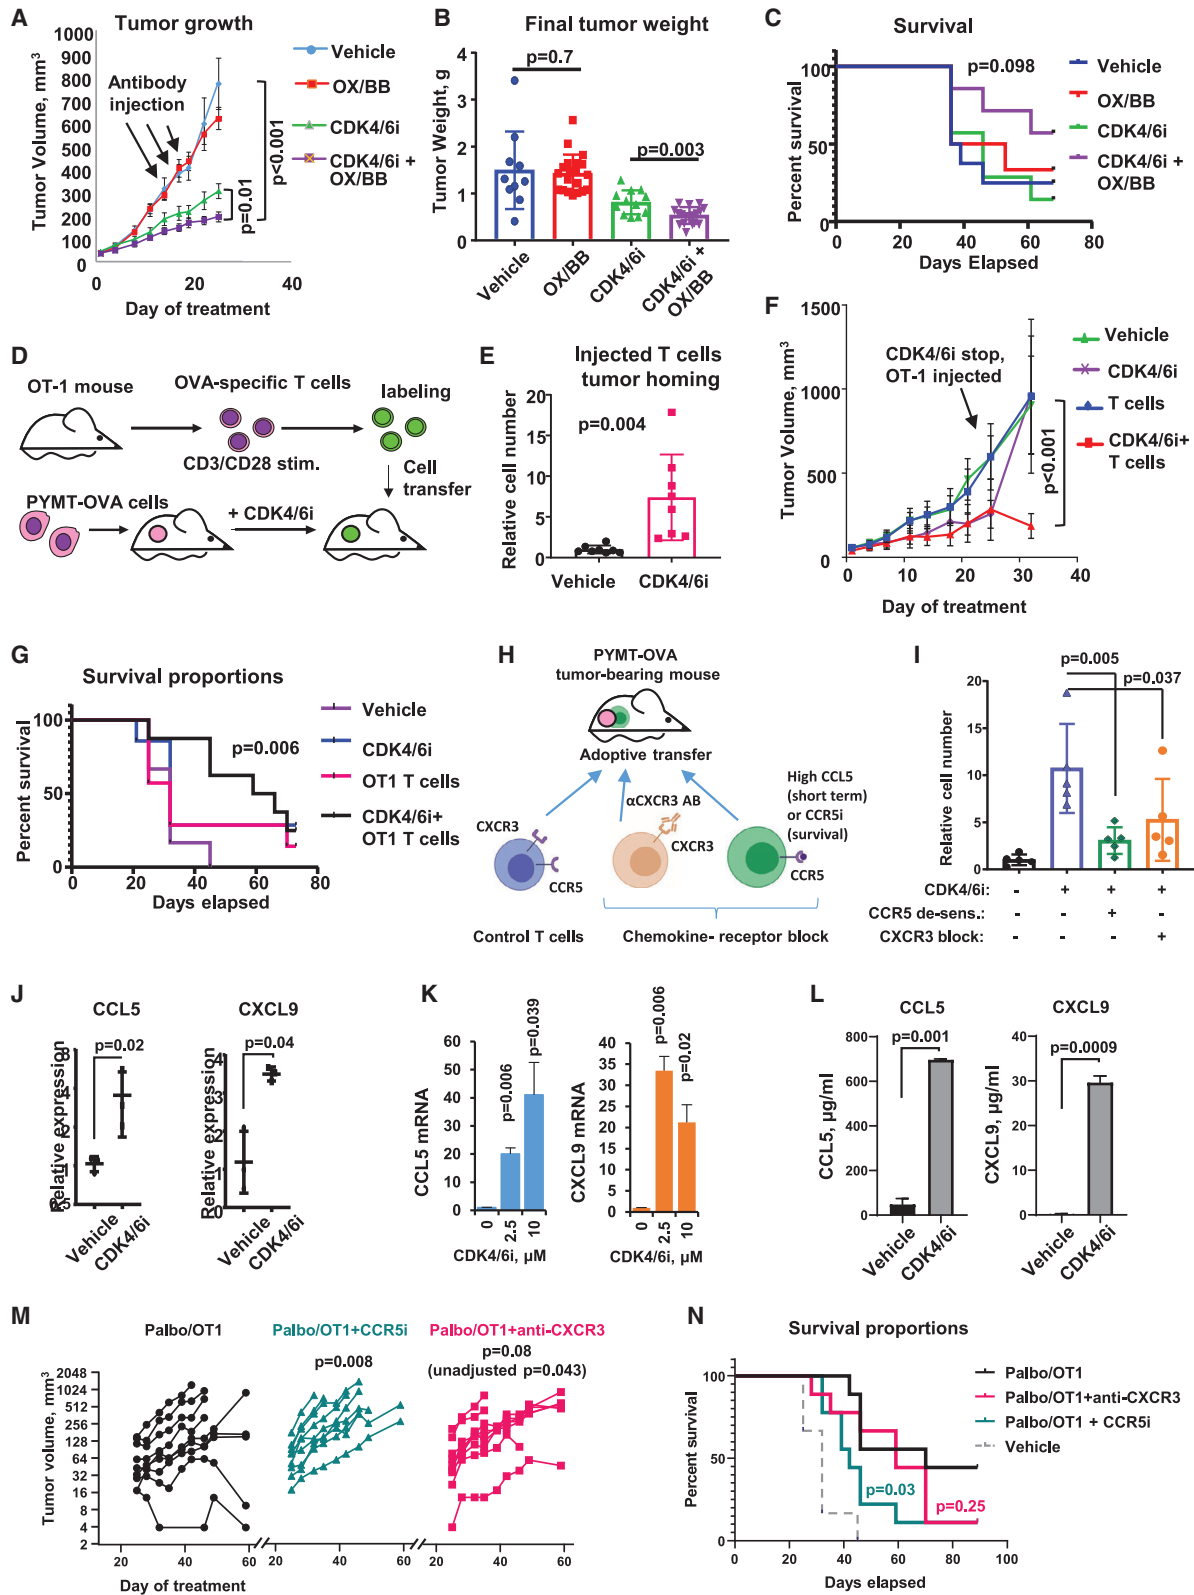 A
Tumor growth
Tumor Volume, mm³
1000
900
800
700
600
500
400
300
200
100
0
Antibody
injection
0
20
40
Day of treatment
Vehicle
OX/BB
CDK4/6i
CDK4/6i +
OX/BB
p=0.01
p<0.001
B
Final tumor weight
Tumor Weight, g
4
3
2
1
0
p=0.7
p=0.003
Vehicle
OX/BB
CDK4/6i
CDK4/6i +
OX/BB
C
Survival
Percent survival
100
50
0
p=0.098
0
20
40
60
80
Days Elapsed
Vehicle
OX/BB
CDK4/6i
CDK4/6i +
OX/BB
D
OT-1 mouse
OVA-specific T cells
labeling
CD3/CD28 stim.
Cell
transfer
PYMT-OVA cells
+ CDK4/6i
E
Injected T cells
tumor homing
Relative cell number
20
15
10
5
0
p=0.004
Vehicle
CDK4/6i
F
Tumor Volume, mm³
1500
1000
500
0
CDK4/6i stop,
OT-1 injected
p<0.001
0
10
20
30
40
Day of treatment
Vehicle
CDK4/6i
T cells
CDK4/6i+
T cells
G
Survival proportions
Percent survival
100
50
0
p=0.006
0
20
40
60
80
Days elapsed
Vehicle
CDK4/6i
OT1 T cells
CDK4/6i+
OT1 T cells
H
PYMT-OVA
tumor-bearing mouse
Adoptive transfer
High CCL5
(short term)
or CCR5i
(survival)
αCXCR3 AB
CXCR3
CXCR3
CCR5
CCR5
Control T cells
Chemokine- receptor block
I
Relative cell number
20
15
10
5
0
p=0.005
p=0.037
CDK4/6i: - + + +
CCR5 de-sens.: - - + -
CXCR3 block: - - - +
J
CCL5
Relative expression
8
4
2
1
0.5
p=0.02
Vehicle
CDK4/6i
CXCL9
Relative expression
4
3
2
1
0
p=0.04
Vehicle
CDK4/6i
K
CCL5 mRNA
60
50
40
30
20
10
0
p=0.006
p=0.039
0
2.5
10
CDK4/6i, µM
CXCL9 mRNA
40
35
30
25
20
15
10
5
0
p=0.006
p=0.02
0
2.5
10
CDK4/6i, µM
L
CCL5
CCL5, µg/ml
800
600
400
200
0
p=0.001
Vehicle
CDK4/6i
CXCL9
CXCL9, µg/ml
40
30
20
10
0
p=0.0009
Vehicle
CDK4/6i
M
Palbo/OT1
Palbo/OT1+CCR5i
p=0.008
Palbo/OT1+anti-CXCR3
p=0.08
(unadjusted p=0.043)
Tumor volume, mm³
2048
1024
512
256
128
64
32
16
8
4
2
20
40
60
20
40
60
20
40
60
Day of treatment
N
Survival proportions
Percent survival
100
50
0
p=0.03
p=0.25
0
20
40
60
80
100
Days elapsed
Palbo/OT1
Palbo/OT1+anti-CXCR3
Palbo/OT1 + CCR5i
Vehicle